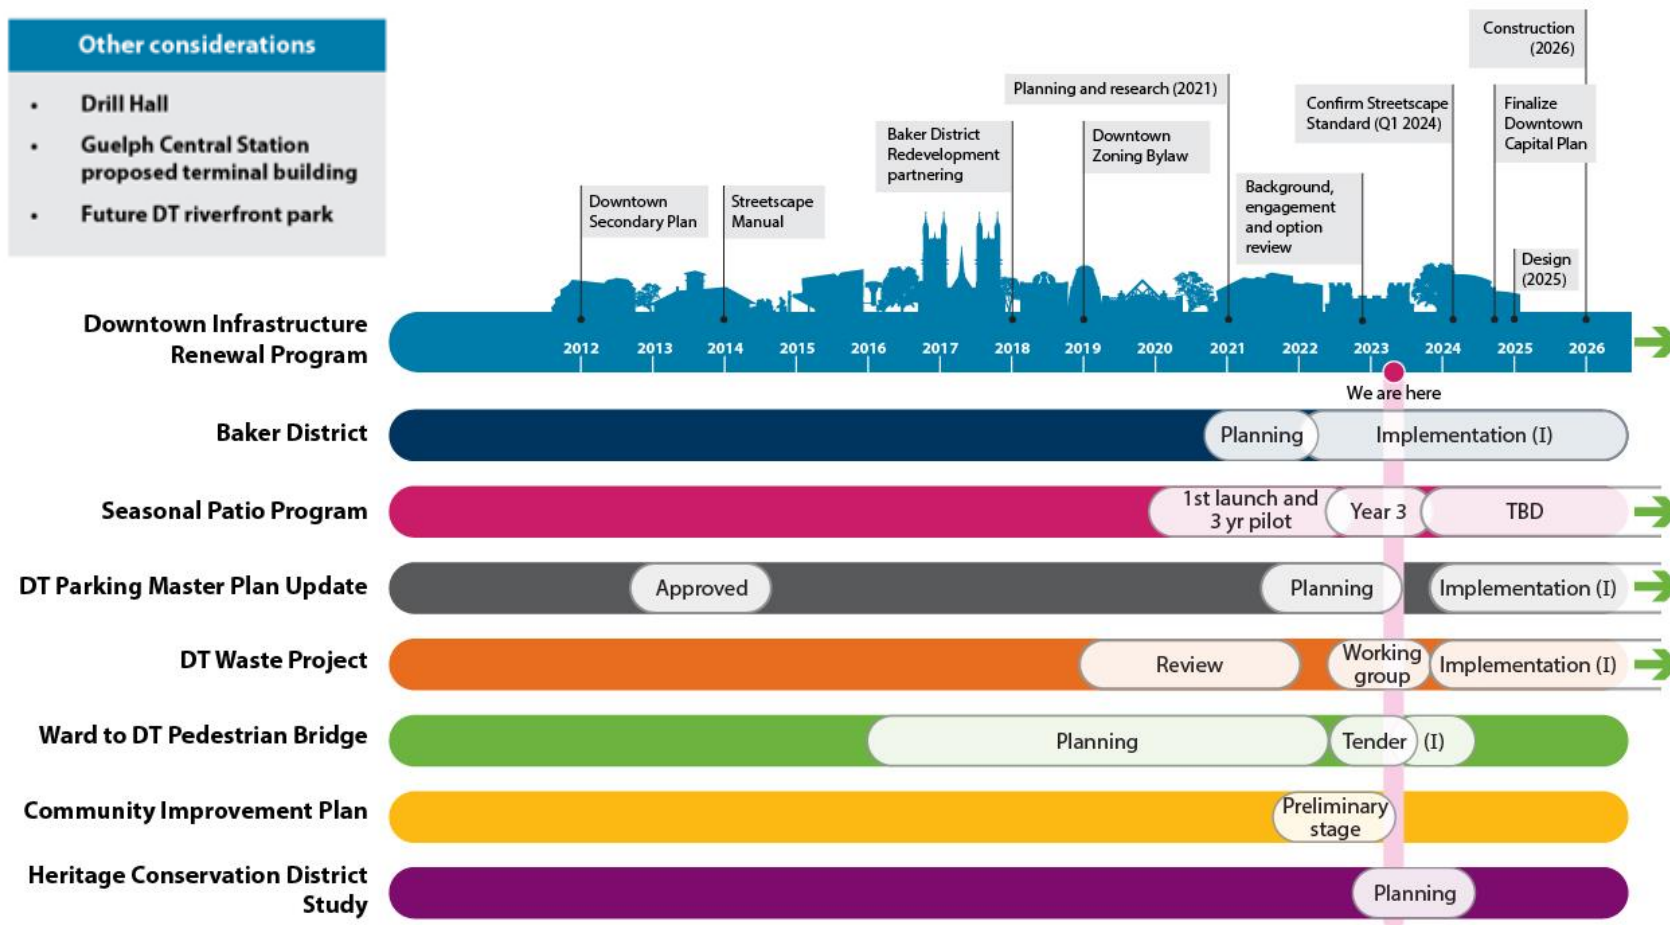 Other considerations
• Drill Hall
• Guelph Central Station
proposed terminal building
• Future DT riverfront park
Downtown
Secondary Plan
Streetscape
Manual
Baker District
Redevelopment
partnering
Planning and research (2021)
Downtown
Zoning Bylaw
Background,
engagement
and option
review
Confirm Streetscape
Standard (Q1 2024)
Construction
(2026)
Finalize
Downtown
Capital Plan
Design
(2025)
Downtown Infrastructure
Renewal Program
2012 2013 2014 2015 2016 2017 2018 2019 2020 2021 2022 2023 2024 2025 2026
We are here
Baker District
Planning
Implementation (I)
Seasonal Patio Program
1st launch and
3 yr pilot
Year 3
TBD
DT Parking Master Plan Update
Approved
Planning
Implementation (I)
DT Waste Project
Review
Working
group
Implementation (I)
Ward to DT Pedestrian Bridge
Planning
Tender
(I)
Community Improvement Plan
Preliminary
stage
Heritage Conservation District
Study
Planning